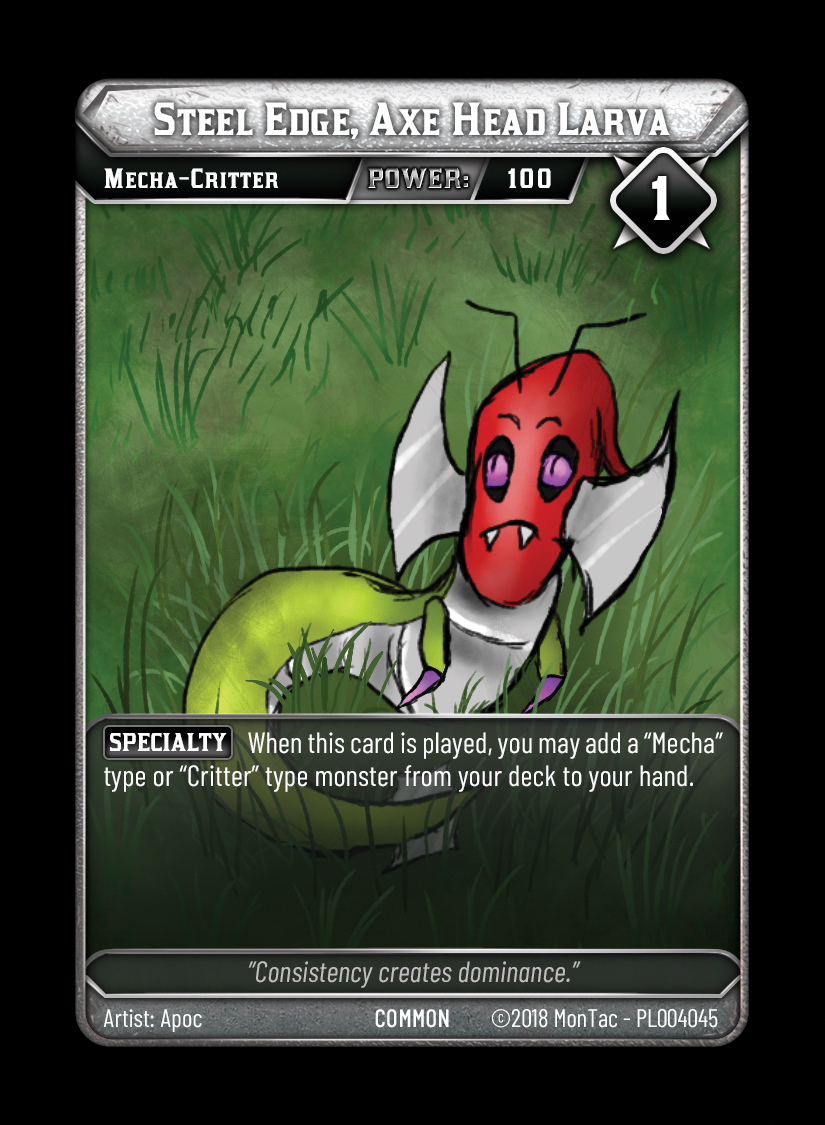 Steel Edge, Axe Head Larva
Mecha-Critter POWER: 100
1
SPECIALTY When this card is played, you may add a “Mecha”
type or “Critter” type monster from your deck to your hand.
“Consistency creates dominance.”
Artist: Apoc COMMON ©2018 MonTac - PL004045